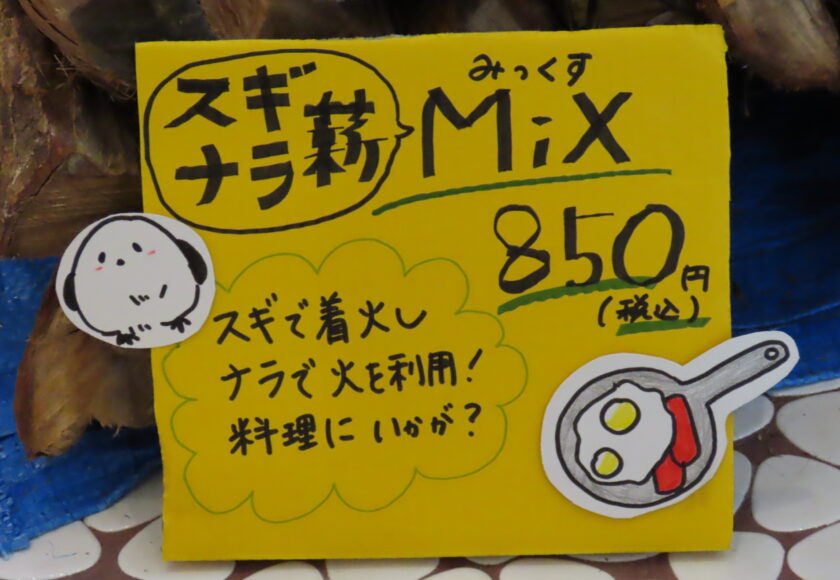 スギ
ナラ薪
みっくす
MiX
850円
(税込)
スギで着火し
ナラで火を利用!
料理にいかが?